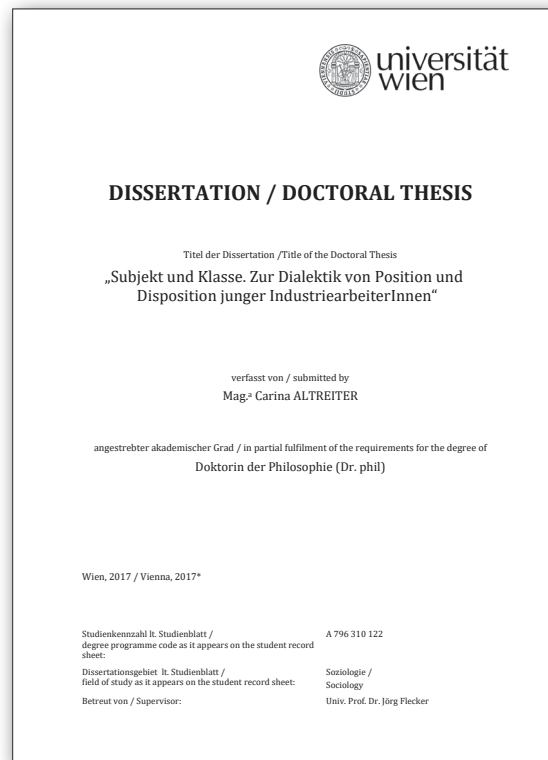 universität
wien
DISSERTATION / DOCTORAL THESIS
Titel der Dissertation /Title of the Doctoral Thesis
„Subjekt und Klasse. Zur Dialektik von Position und
Disposition junger IndustriearbeiterInnen“
verfasst von / submitted by
Mag.ª Carina ALTREITER
angestrebter akademischer Grad / in partial fulfilment of the requirements for the degree of
Doktorin der Philosophie (Dr. phil)
Wien, 2017 / Vienna, 2017*
Studienkennzahl lt. Studienblatt /
degree programme code as it appears on the student record
sheet:
A 796 310 122
Dissertationsgebiet lt. Studienblatt /
field of study as it appears on the student record sheet:
Soziologie /
Sociology
Betreut von / Supervisor:
Univ. Prof. Dr. Jörg Flecker